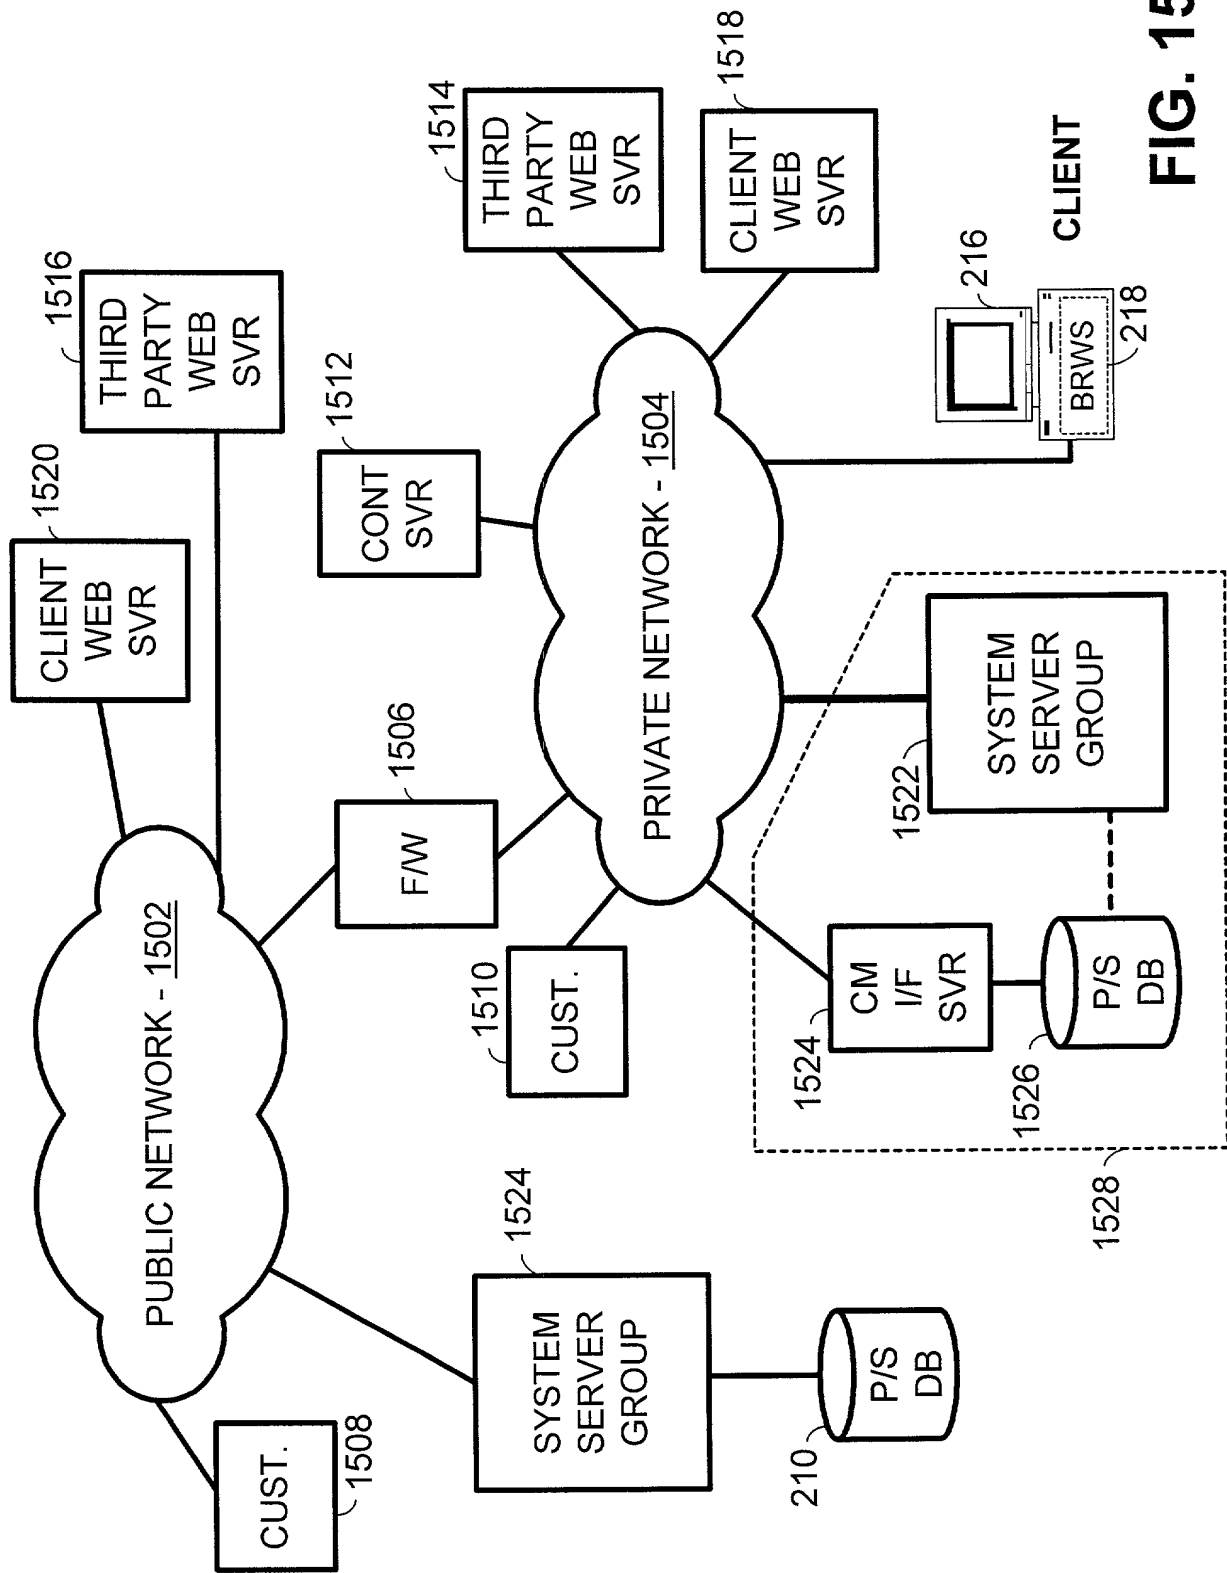 CUST.
1508
PUBLIC NETWORK - 1502
CLIENT
WEB
SVR
1520
THIRD
PARTY
WEB
SVR
1516
SYSTEM
SERVER
GROUP
1524
P/S
DB
210
F/W
1506
CUST.
1510
CONT
SVR
1512
PRIVATE NETWORK - 1504
THIRD
PARTY
WEB
SVR
1514
CLIENT
WEB
SVR
1518
CM
I/F
SVR
1524
P/S
DB
1526
SYSTEM
SERVER
GROUP
1522
1528
216
BRWS
218
CLIENT
FIG. 15